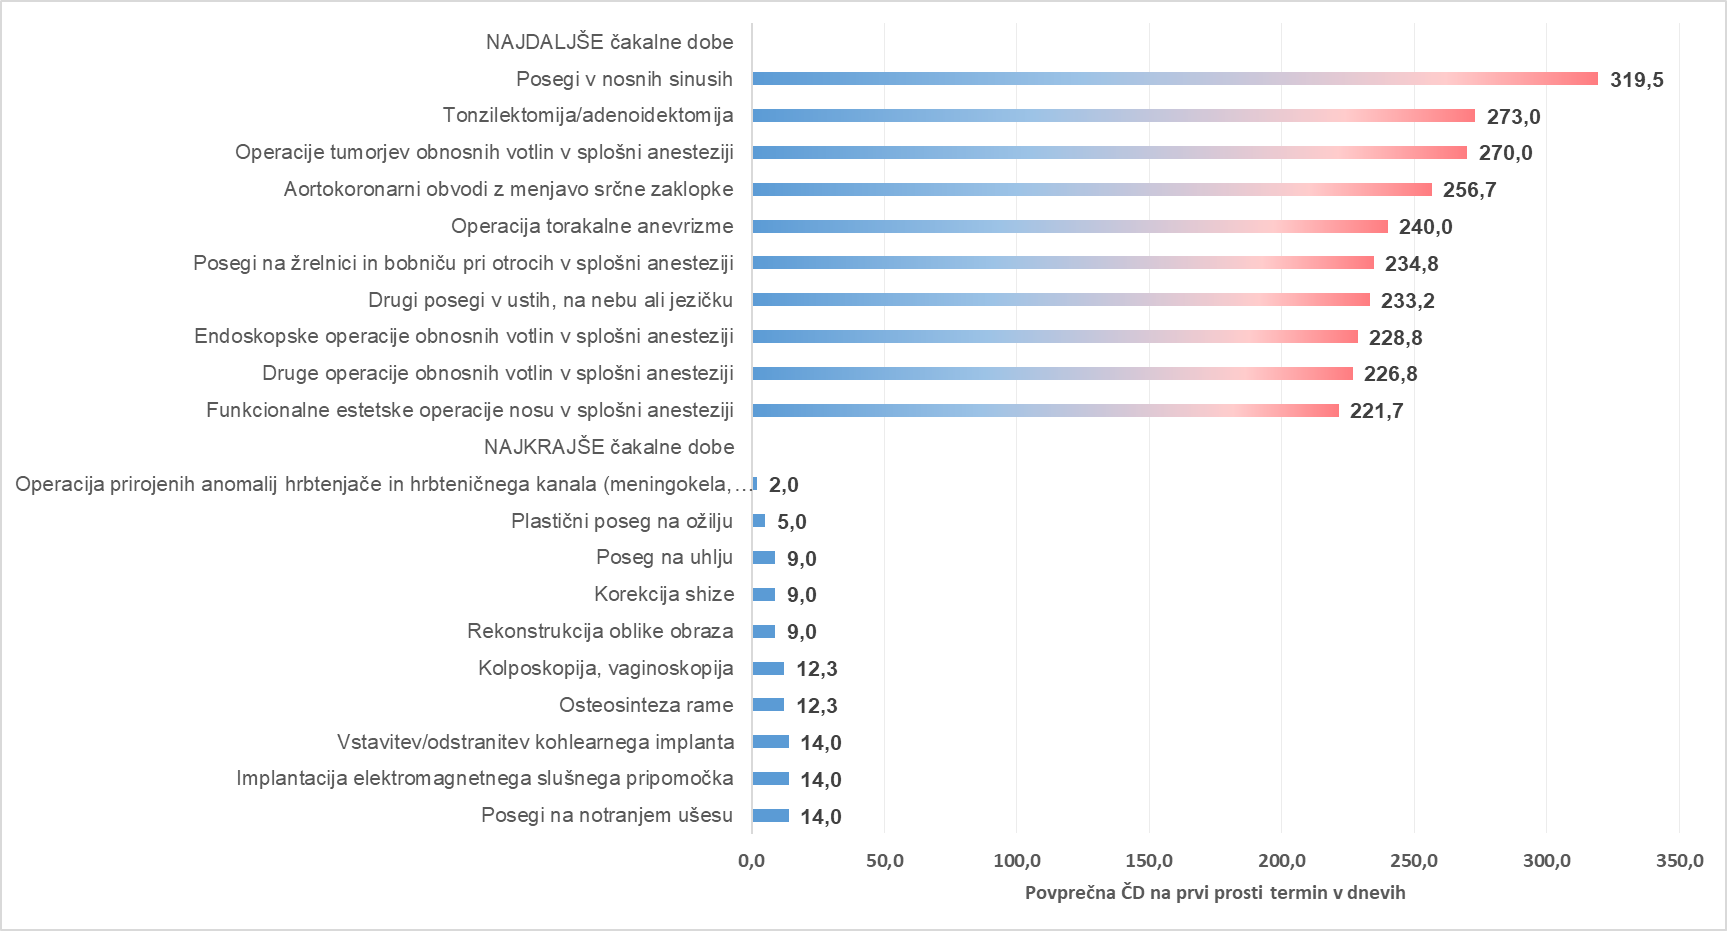 NAJDALJŠE čakalne dobe
Posegi v nosnih sinusih 319,5
Tonzilektomija/adenoidektomija 273,0
Operacije tumorjev obnosnih votlin v splošni anesteziji 270,0
Aortokoronarni obvodi z menjavo srčne zaklopke 256,7
Operacija torakalne anevrizme 240,0
Posegi na žrelnici in bobniču pri otrocih v splošni anesteziji 234,8
Drugi posegi v ustih, na nebu ali jezičku 233,2
Endoskopske operacije obnosnih votlin v splošni anesteziji 228,8
Druge operacije obnosnih votlin v splošni anesteziji 226,8
Funkcionalne estetske operacije nosu v splošni anesteziji 221,7
NAJKRAJŠE čakalne dobe
Operacija prirojenih anomalij hrbtenjače in hrbteničnega kanala (meningokela,… 2,0
Plastični poseg na ožilju 5,0
Poseg na uhlju 9,0
Korekcija shize 9,0
Rekonstrukcija oblike obraza 9,0
Kolposkopija, vaginoskopija 12,3
Osteosinteza rame 12,3
Vstavitev/odstranitev kohlearnega implanta 14,0
Implantacija elektromagnetnega slušnega pripomočka 14,0
Posegi na notranjem ušesu 14,0
0,0 50,0 100,0 150,0 200,0 250,0 300,0 350,0
Povprečna ČD na prvi prosti termin v dnevih